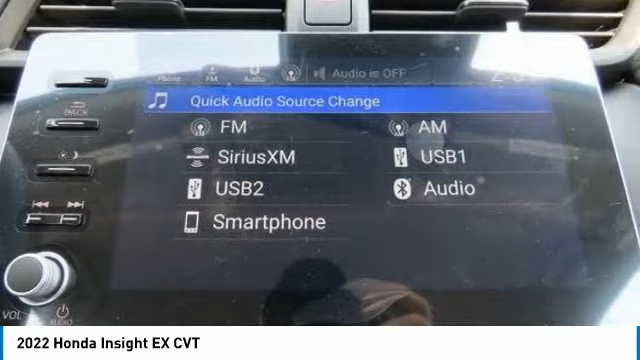 Phone FM Audio Audio is OFF
Quick Audio Source Change
BACK
FM AM
SiriusXM USB1
USB2 Audio
Smartphone
VOL AUDIO
2022 Honda Insight EX CVT